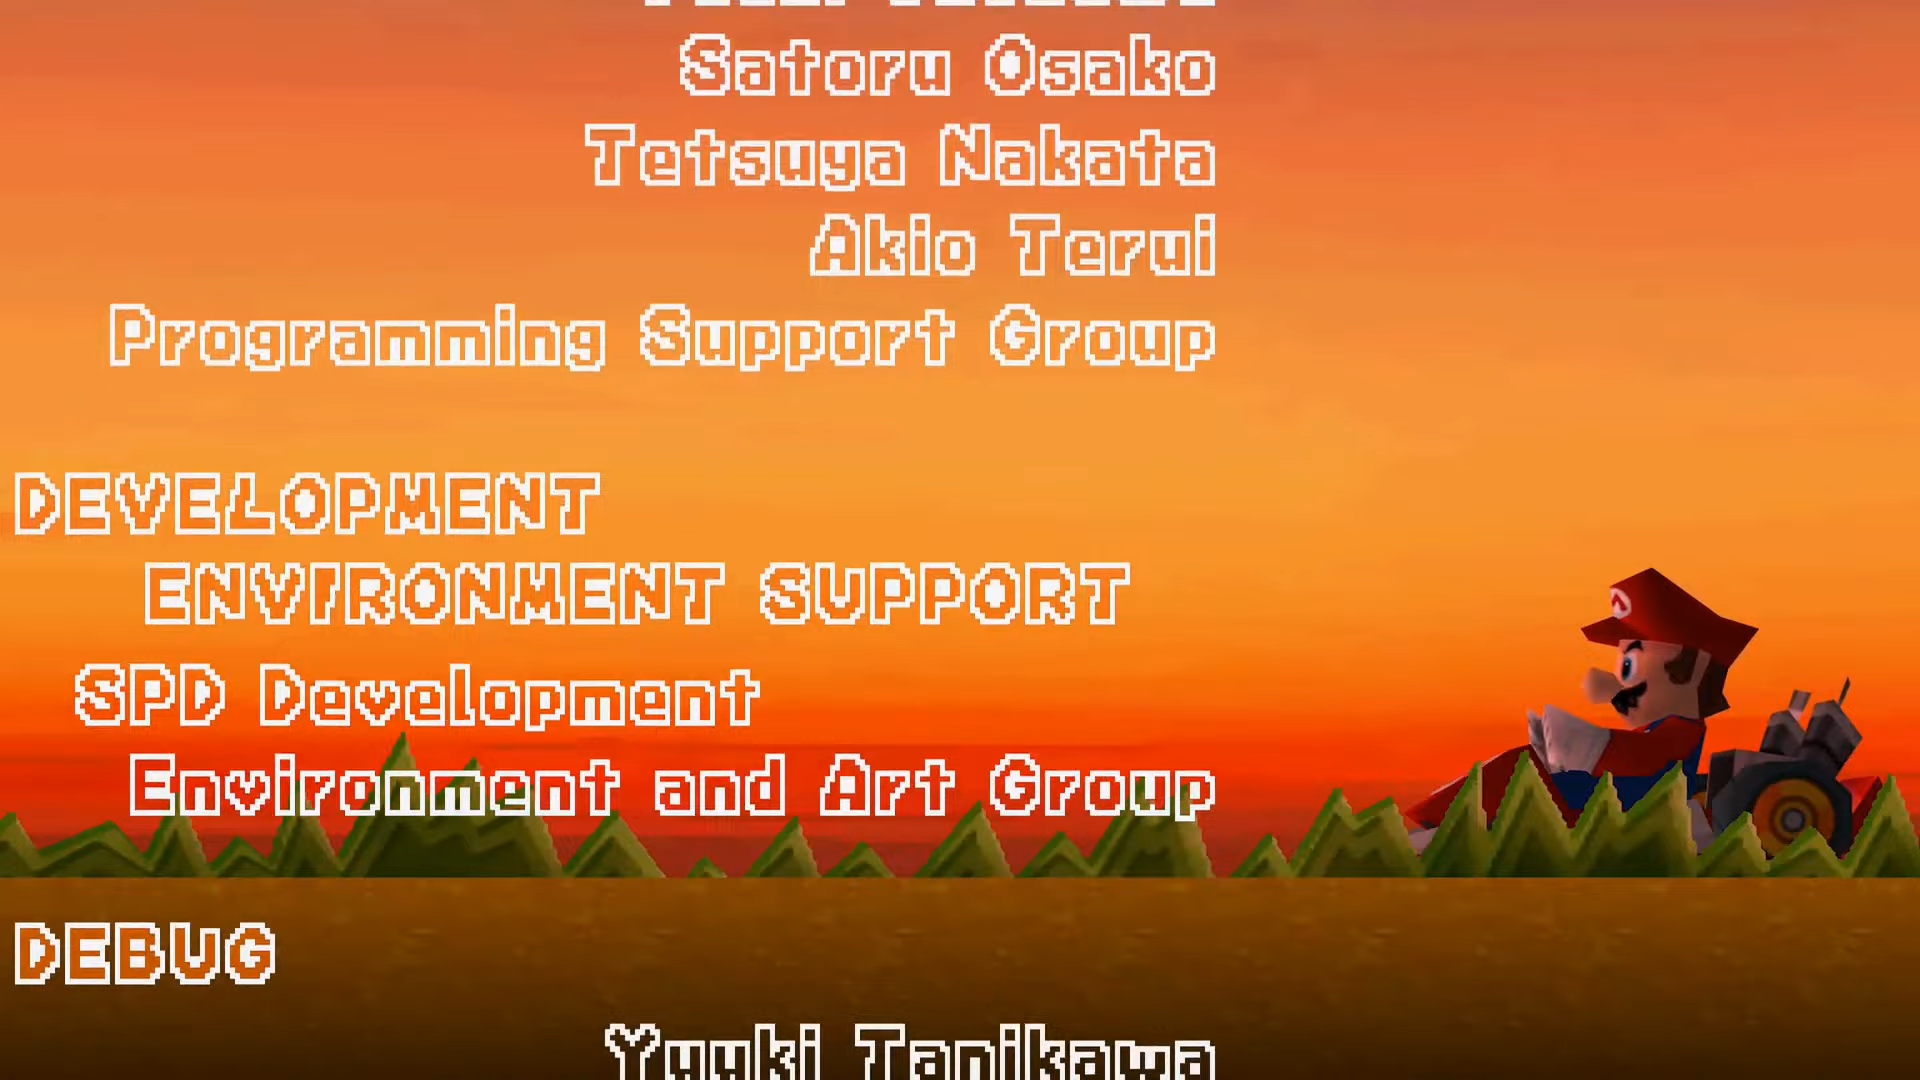 Satoru Osako
Tetsuya Nakata
Akio Terui
Programming Support Group
DEVELOPMENT
ENVIRONMENT SUPPORT
SPD Development
Environment and Art Group
DEBUG
Yuuki Tanikawa